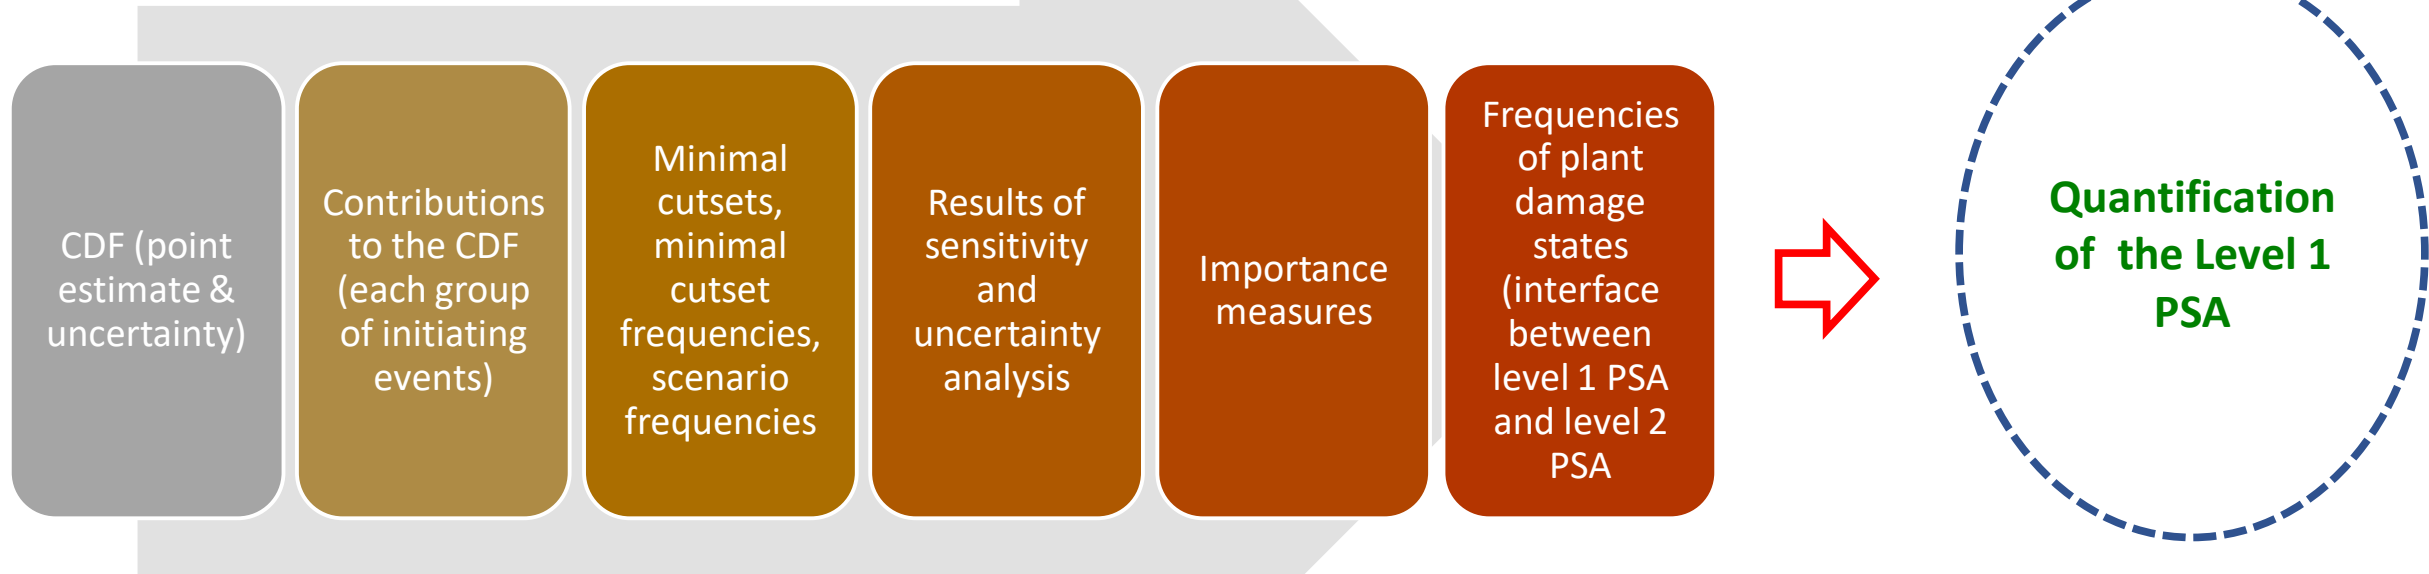 CDF (point
estimate &
uncertainty)
Contributions
to the CDF
(each group
of initiating
events)
Minimal
cutsets,
minimal
cutset
frequencies,
scenario
frequencies
Results of
sensitivity
and
uncertainty
analysis
Importance
measures
Frequencies
of plant
damage
states
(interface
between
level 1 PSA
and level 2
PSA
Quantification
of the Level 1
PSA